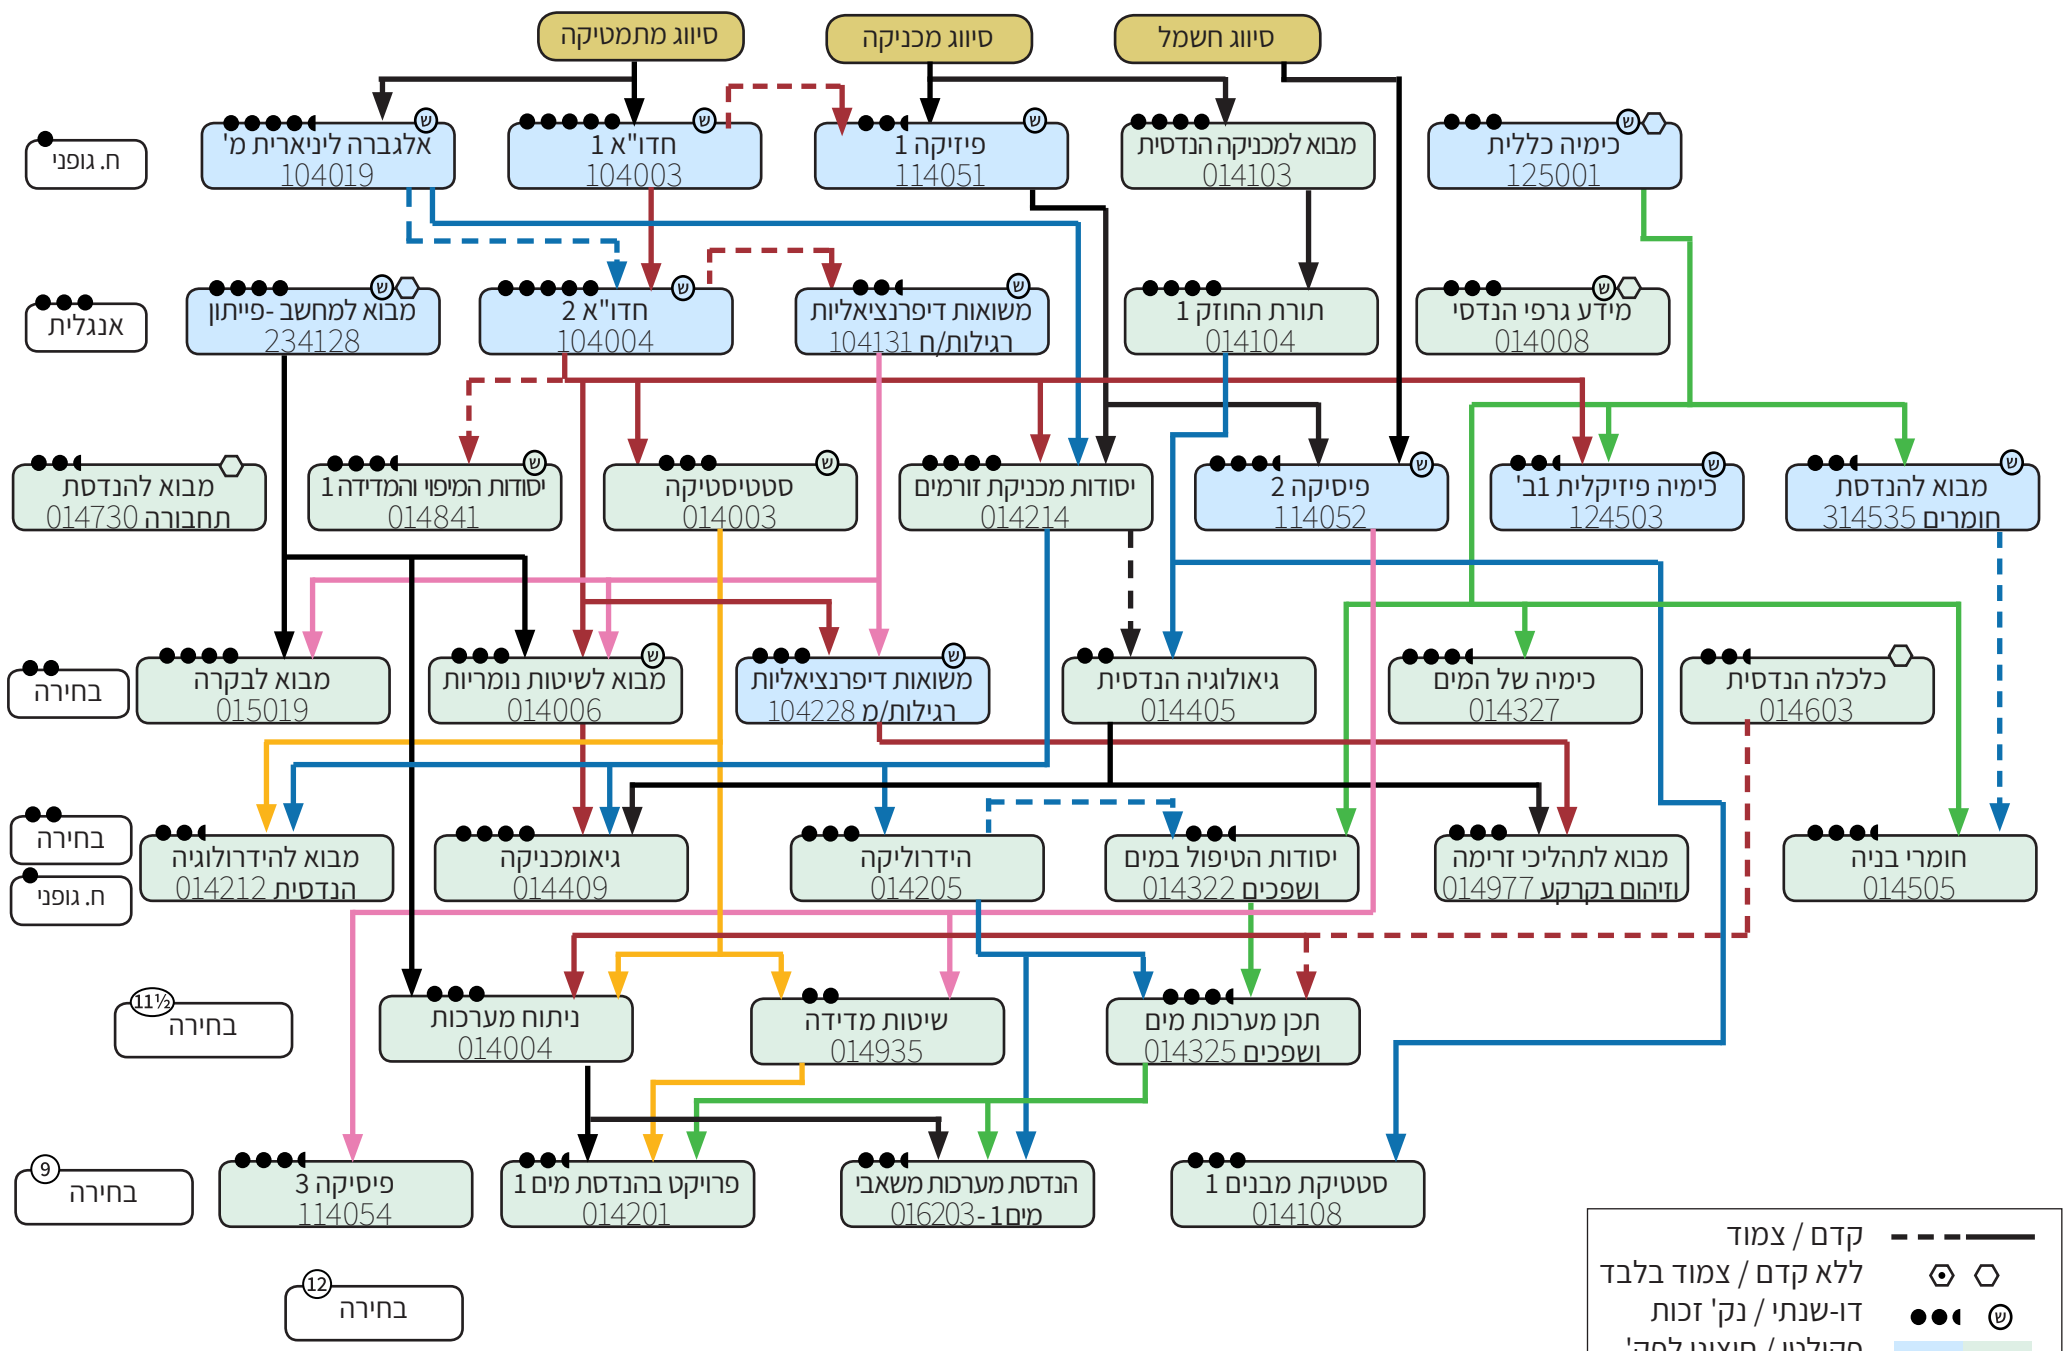 סיווג חשמל
סיווג מכניקה
סיווג מתמטיקה
ש
כימיה כללית
125001
מבוא למכניקה הנדסית
014103
ש
פיזיקה 1
114051
ש
חדו"א 1
104003
ש
אלגברה ליניארית מ'
104019
ח. גופני
ש
מידע גרפי הנדסי
014008
תורת החוזק 1
014104
ש
משואות דיפרנציאליות
רגילות/ח 104131
ש
חדו"א 2
104004
ש
מבוא למחשב -פייתון
234128
אנגלית
ש
מבוא להנדסת
חומרים 314535
ש
כימיה פיזיקלית 1ב'
124503
ש
פיסיקה 2
114052
יסודות מכניקת זורמים
014214
ש
סטטיסטיקה
014003
ש
יסודות המיפוי והמדידה 1
014841
מבוא להנדסת
תחבורה 014730
כלכלה הנדסית
014603
כימיה של המים
014327
גיאולוגיה הנדסית
014405
ש
משואות דיפרנציאליות
רגילות/מ 104228
ש
מבוא לשיטות נומריות
014006
מבוא לבקרה
015019
בחירה
חומרי בניה
014505
מבוא לתהליכי זרימה
וזיהום בקרקע 014977
יסודות הטיפול במים
ושפכים 014322
הידרוליקה
014205
גיאומכניקה
014409
מבוא להידרולוגיה
הנדסית 014212
בחירה
ח. גופני
תכן מערכות מים
ושפכים 014325
שיטות מדידה
014935
ניתוח מערכות
014004
11½
בחירה
סטטיקת מבנים 1
014108
הנדסת מערכות משאבי
מים1 - 016203
פרויקט בהנדסת מים 1
014201
פיסיקה 3
114054
9
בחירה
12
בחירה
קדם / צמוד
ללא קדם / צמוד בלבד
דו-שנתי / נק' זכות
ש
פקולטי / חיצוני לפק'